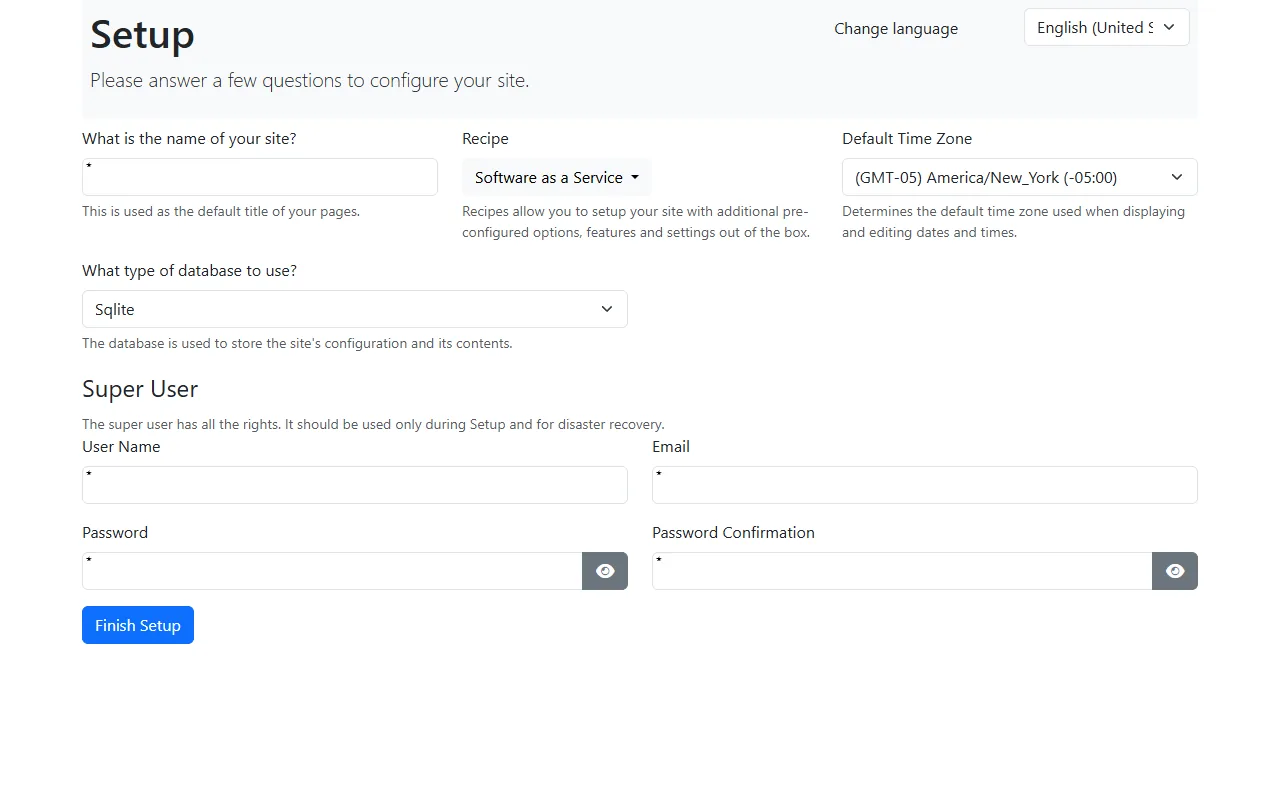 Setup
Change language
English (United S
Please answer a few questions to configure your site.
What is the name of your site?
*
This is used as the default title of your pages.
Recipe
Software as a Service
Recipes allow you to setup your site with additional pre-
configured options, features and settings out of the box.
Default Time Zone
(GMT-05) America/New_York (-05:00)
Determines the default time zone used when displaying
and editing dates and times.
What type of database to use?
Sqlite
The database is used to store the site's configuration and its contents.
Super User
The super user has all the rights. It should be used only during Setup and for disaster recovery.
User Name
*
Email
*
Password
*
Password Confirmation
*
Finish Setup